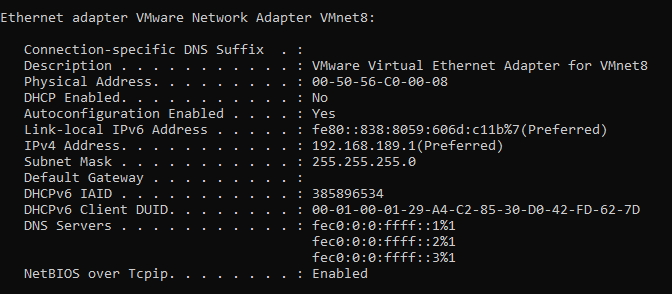 Ethernet adapter VMware Network Adapter VMnet8:
Connection-specific DNS Suffix  . :
Description . . . . . . . . . . . : VMware Virtual Ethernet Adapter for VMnet8
Physical Address. . . . . . . . . : 00-50-56-C0-00-08
DHCP Enabled. . . . . . . . . . . : No
Autoconfiguration Enabled . . . . : Yes
Link-local IPv6 Address . . . . . : fe80::838:8059:606d:c11b%7(Preferred)
IPv4 Address. . . . . . . . . . . : 192.168.189.1(Preferred)
Subnet Mask . . . . . . . . . . . : 255.255.255.0
Default Gateway . . . . . . . . . :
DHCPv6 IAID . . . . . . . . . . . : 385896534
DHCPv6 Client DUID. . . . . . . . : 00-01-00-01-29-A4-C2-85-30-D0-42-FD-62-7D
DNS Servers . . . . . . . . . . . : fec0:0:0:ffff::1%1
fec0:0:0:ffff::2%1
fec0:0:0:ffff::3%1
NetBIOS over Tcpip. . . . . . . . : Enabled